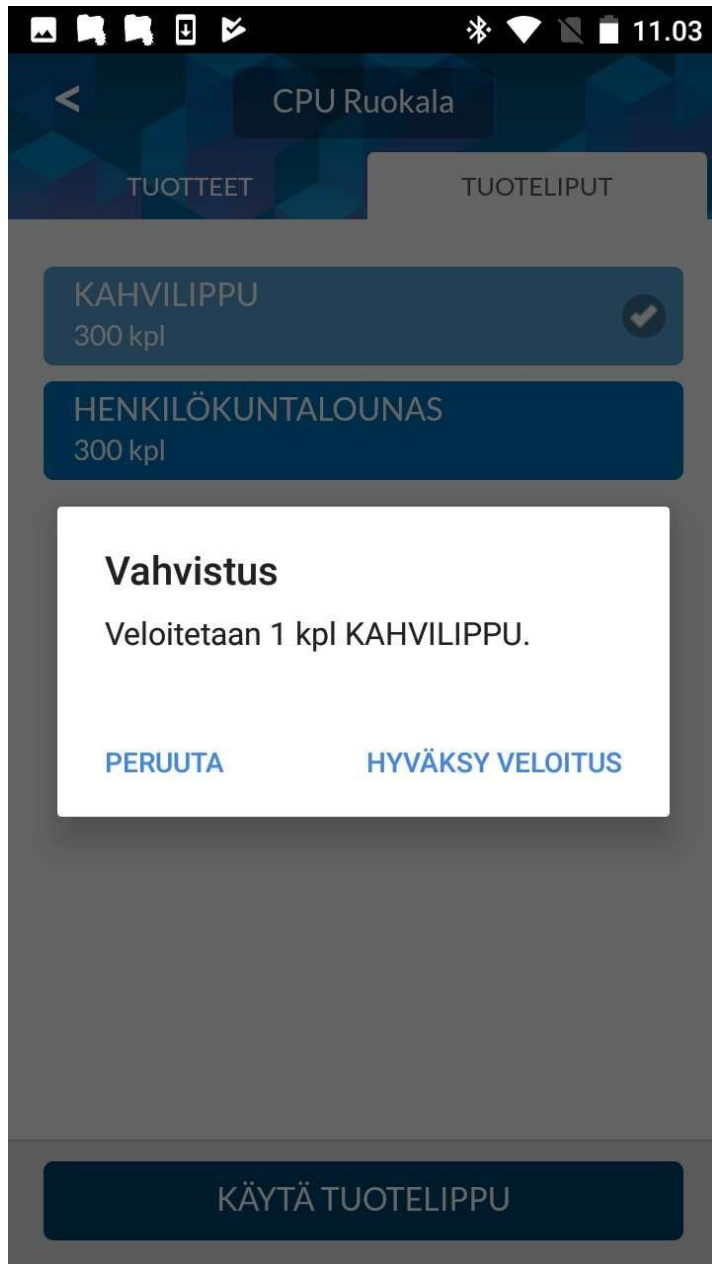 11.03
<
CPU Ruokala
TUOTTEET
TUOTELIPUT
KAHVILIPPU
300 kpl
HENKILÖKUNTALOUNAS
300 kpl
Vahvistus
Veloitetaan 1 kpl KAHVILIPPU.
PERUUTA
HYVÄKSY VELOITUS
KÄYTÄ TUOTELIPPU